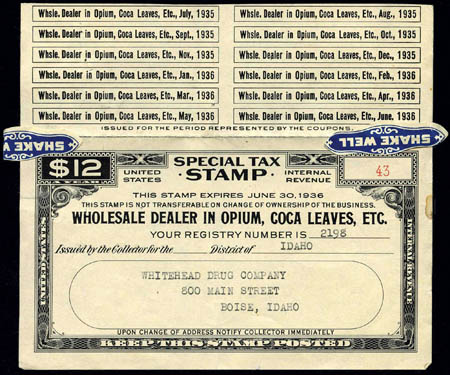 Whsle. Dealer in Opium, Coca Leaves, Etc., July, 1935 Whsle. Dealer in Opium, Coca Leaves, Etc., Aug., 1935
Whsle. Dealer in Opium, Coca Leaves, Etc., Sept., 1935 Whsle. Dealer in Opium, Coca Leaves, Etc., Oct., 1935
Whsle. Dealer in Opium, Coca Leaves, Etc., Nov., 1935 Whsle. Dealer in Opium, Coca Leaves, Etc., Dec., 1935
Whsle. Dealer in Opium, Coca Leaves, Etc., Jan., 1936 Whsle. Dealer in Opium, Coca Leaves, Etc., Feb., 1936
Whsle. Dealer in Opium, Coca Leaves, Etc., Mar., 1936 Whsle. Dealer in Opium, Coca Leaves, Etc., Apr., 1936
Whsle. Dealer in Opium, Coca Leaves, Etc., May, 1936 Whsle. Dealer in Opium, Coca Leaves, Etc., June, 1936
ISSUED FOR THE PERIOD REPRESENTED BY THE COUPONS.
SHAKE W
SHAKE WELL
$12
A YEAR
SPECIAL TAX
UNITED STATES STAMP INTERNAL REVENUE
43
THIS STAMP EXPIRES JUNE 30, 1936
THIS STAMP IS NOT TRANSFERABLE ON CHANGE OF OWNERSHIP OF THE BUSINESS.
WHOLESALE DEALER IN OPIUM, COCA LEAVES, ETC.
YOUR REGISTRY NUMBER IS 2198
Issued by the Collector for the District of IDAHO
WHITEHEAD DRUG COMPANY
800 MAIN STREET
BOISE, IDAHO
UNITED STATES
INTERNAL REVENUE
UPON CHANGE OF ADDRESS NOTIFY COLLECTOR IMMEDIATELY
KEEP THIS STAMP POSTED